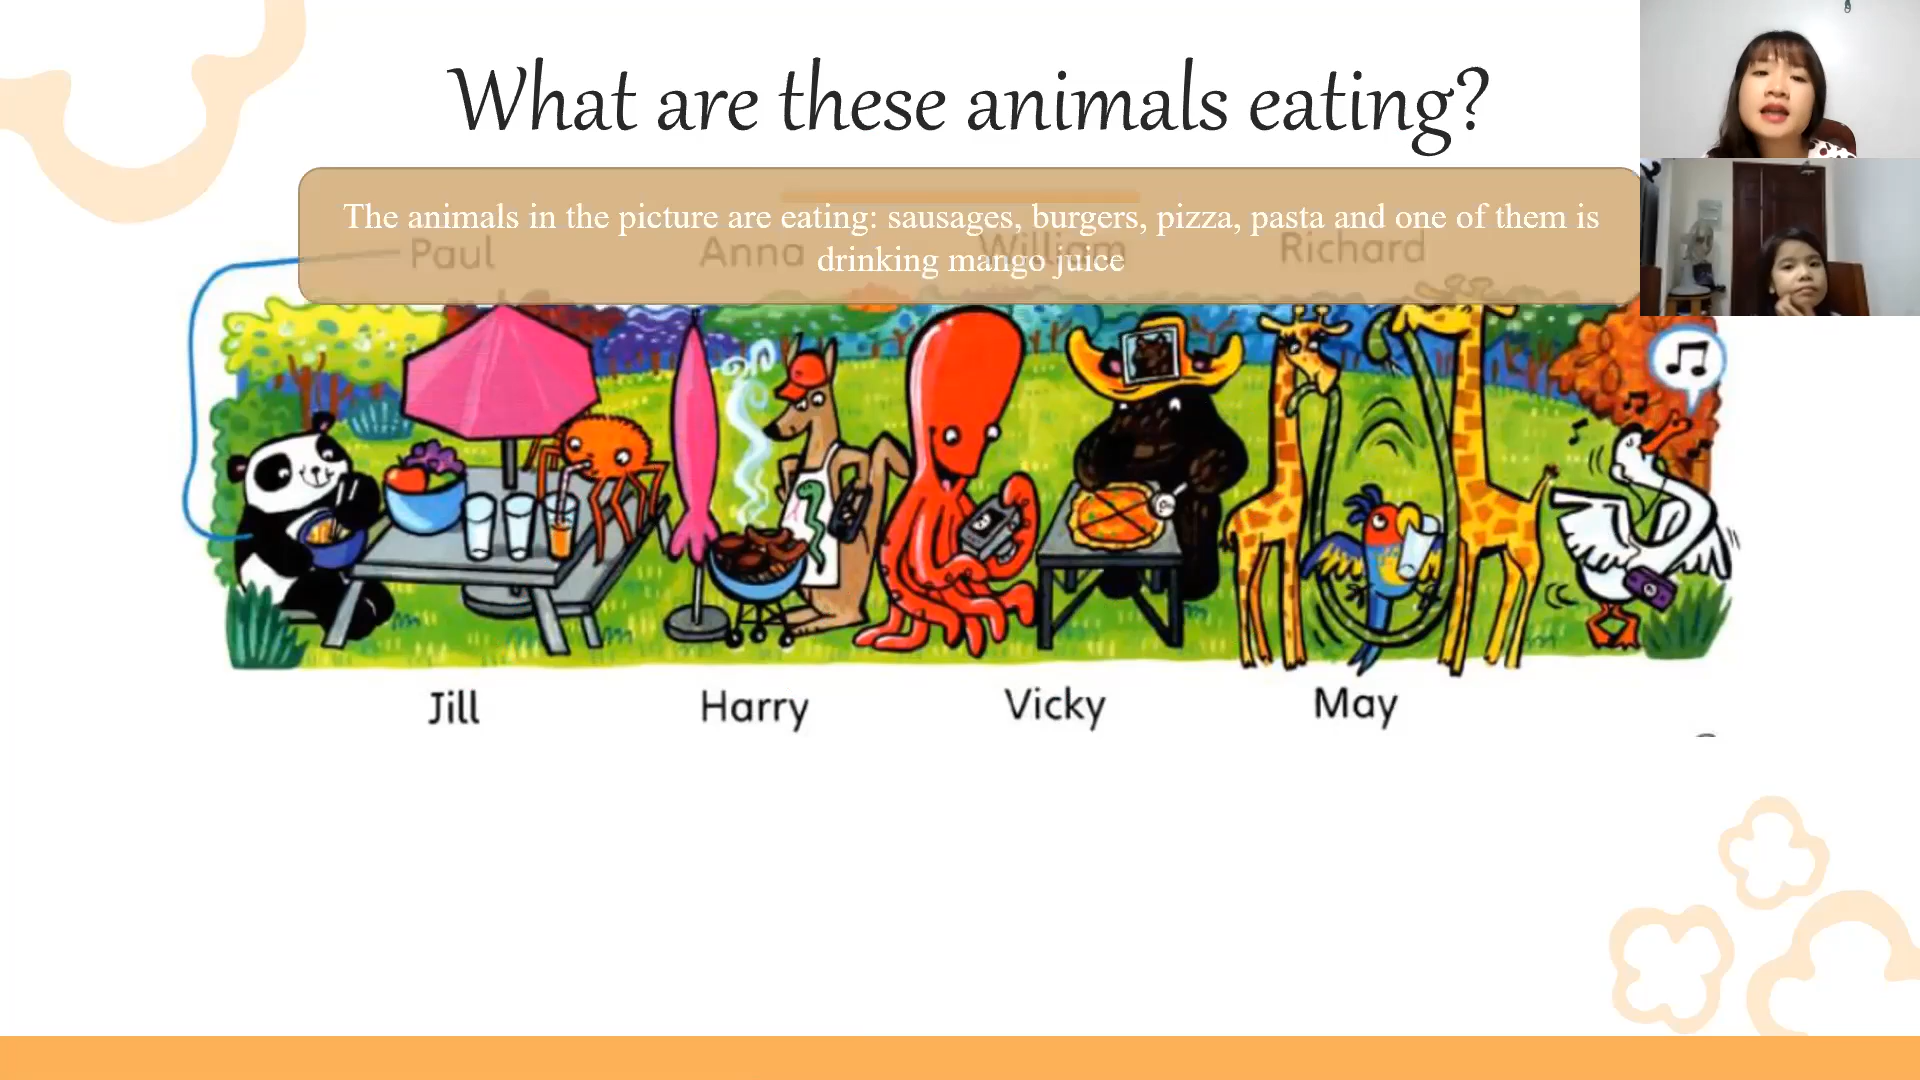 What are these animals eating?
The animals in the picture are eating: sausages, burgers, pizza, pasta and one of them is
drinking mango juice
Paul Anna William Richard
Jill Harry Vicky May